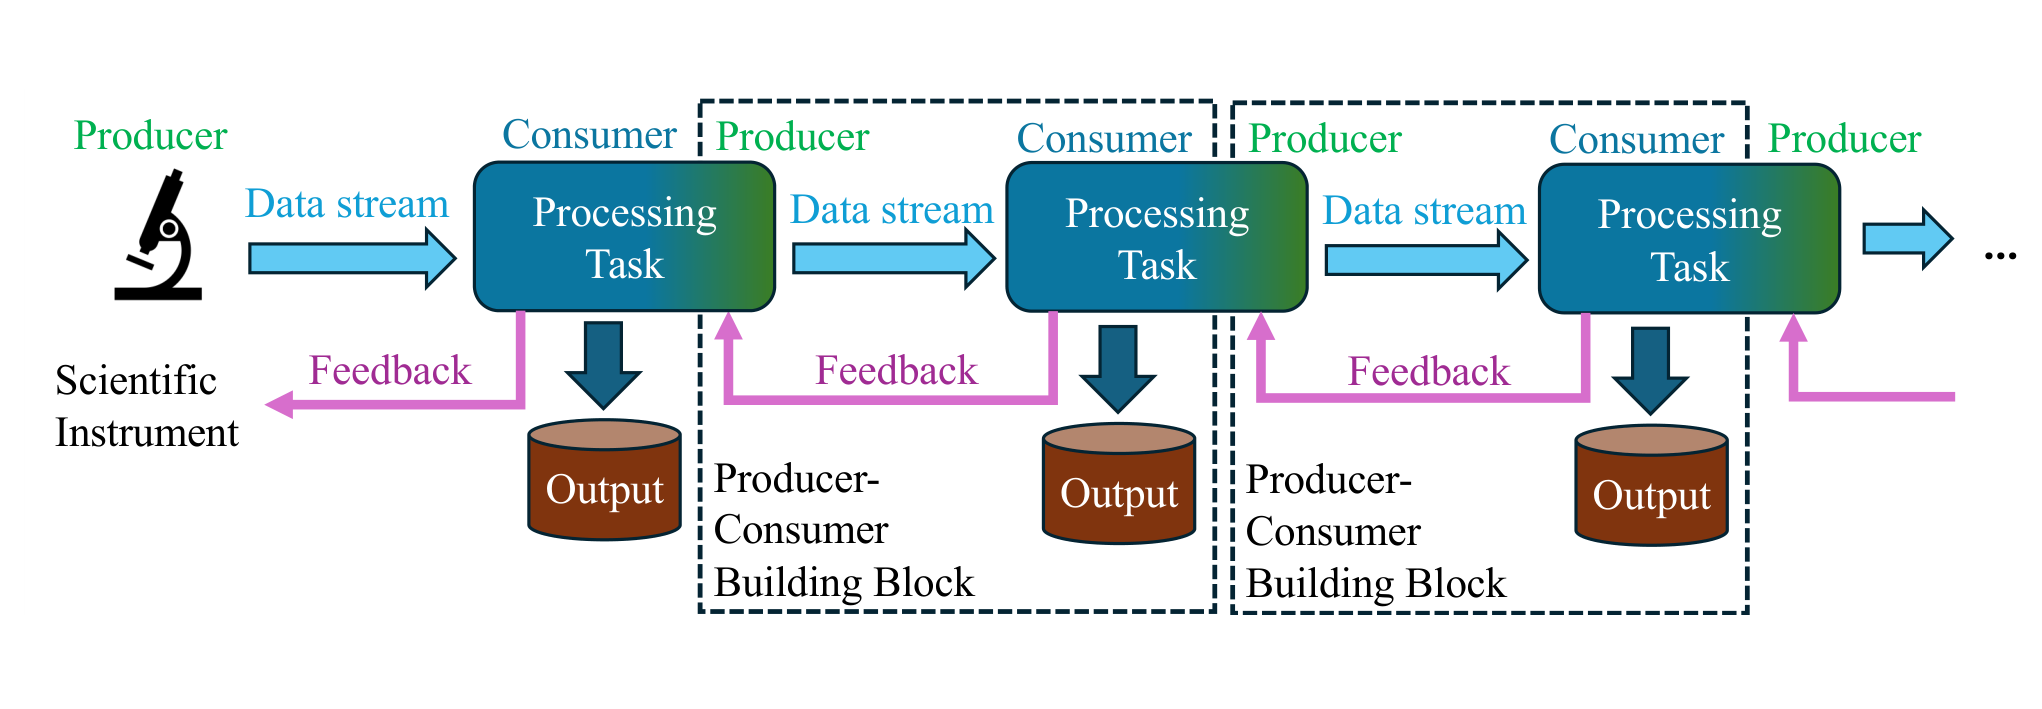 Producer
Consumer
Producer
Consumer
Producer
Consumer
Producer
Data stream
Processing
Task
Data stream
Processing
Task
Data stream
Processing
Task
...
Scientific
Instrument
Feedback
Feedback
Feedback
Output
Output
Output
Producer-
Consumer
Building Block
Producer-
Consumer
Building Block